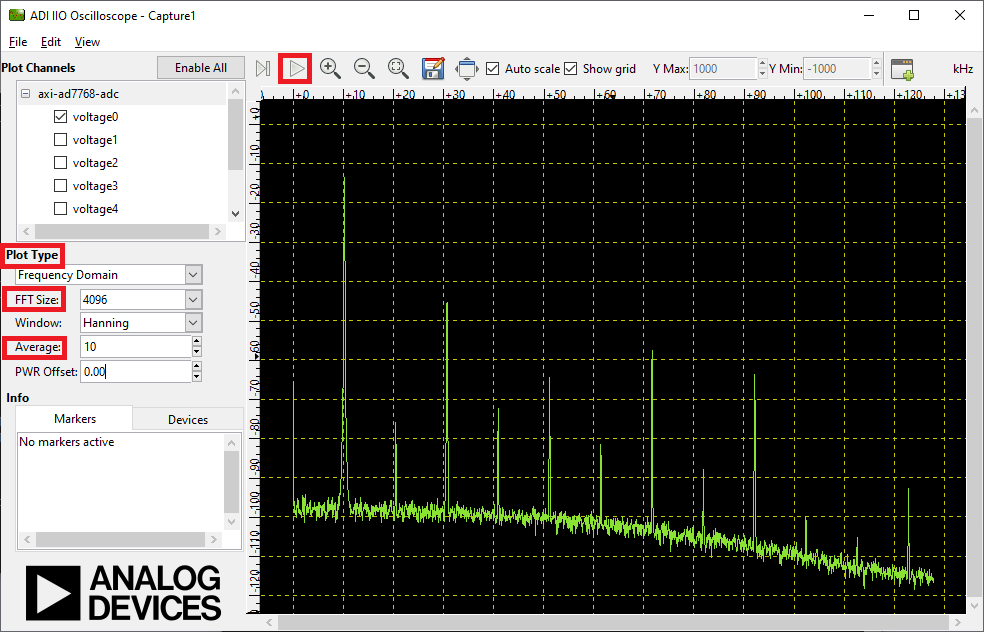 ADI IIO Oscilloscope - Capture1
File Edit View
Plot Channels Enable All Auto scale Show grid Y Max: 1000 Y Min: -1000 kHz
axi-ad7768-adc
voltage0
voltage1
voltage2
voltage3
voltage4
Plot Type
Frequency Domain
FFT Size: 4096
Window: Hanning
Average: 10
PWR Offset: 0.00
Info
Markers Devices
No markers active
ANALOG
DEVICES
+0 +10 +20 +30 +40 +50 +60 +70 +80 +90 +100 +110 +120 +13
+0
-10
-20
-30
-40
-50
-60
-70
-80
-90
-100
-110
-120